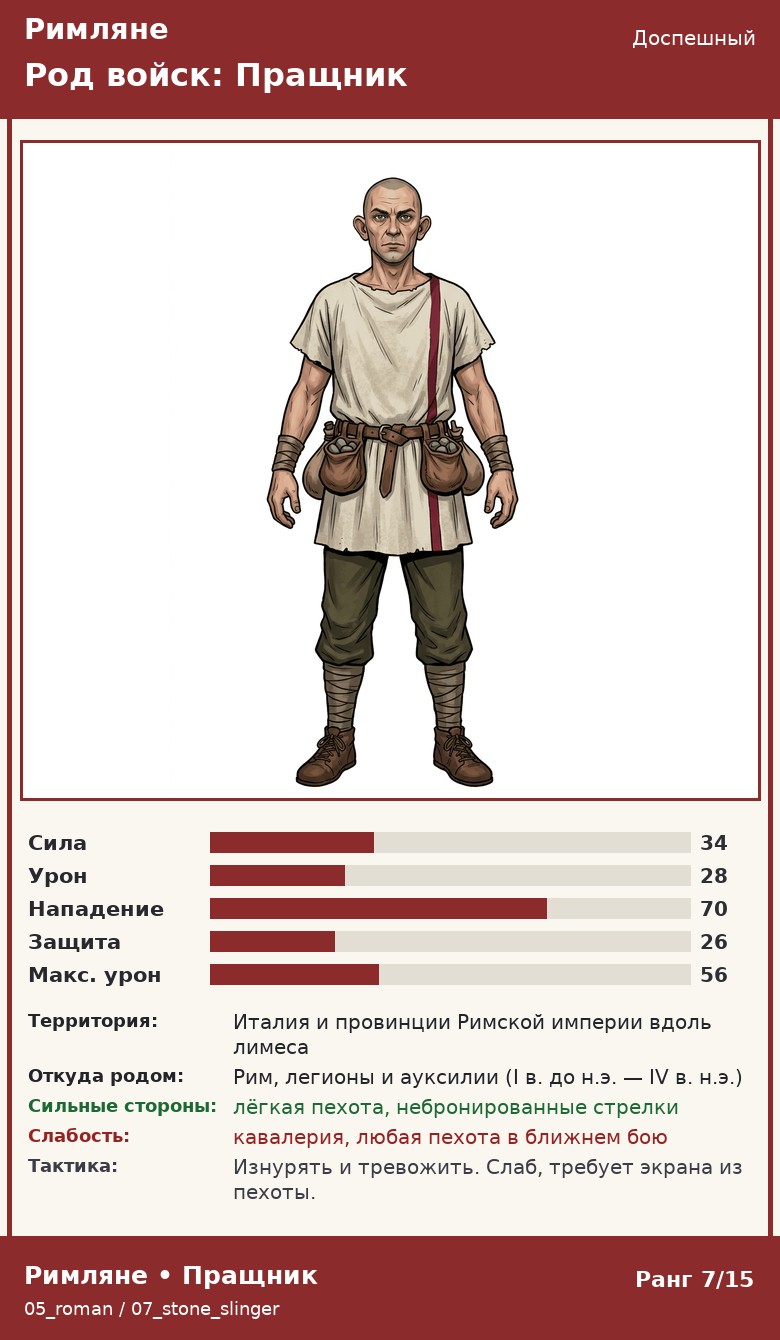 Римляне
Доспешный
Род войск: Пращник
Сила 34
Урон 28
Нападение 70
Защита 26
Макс. урон 56
Территория: Италия и провинции Римской империи вдоль
лимеса
Откуда родом: Рим, легионы и ауксилии (I в. до н.э. — IV в. н.э.)
Сильные стороны: лёгкая пехота, небронированные стрелки
Слабость: кавалерия, любая пехота в ближнем бою
Тактика: Изнурять и тревожить. Слаб, требует экрана из
пехоты.
Римляне • Пращник
Ранг 7/15
05_roman / 07_stone_slinger